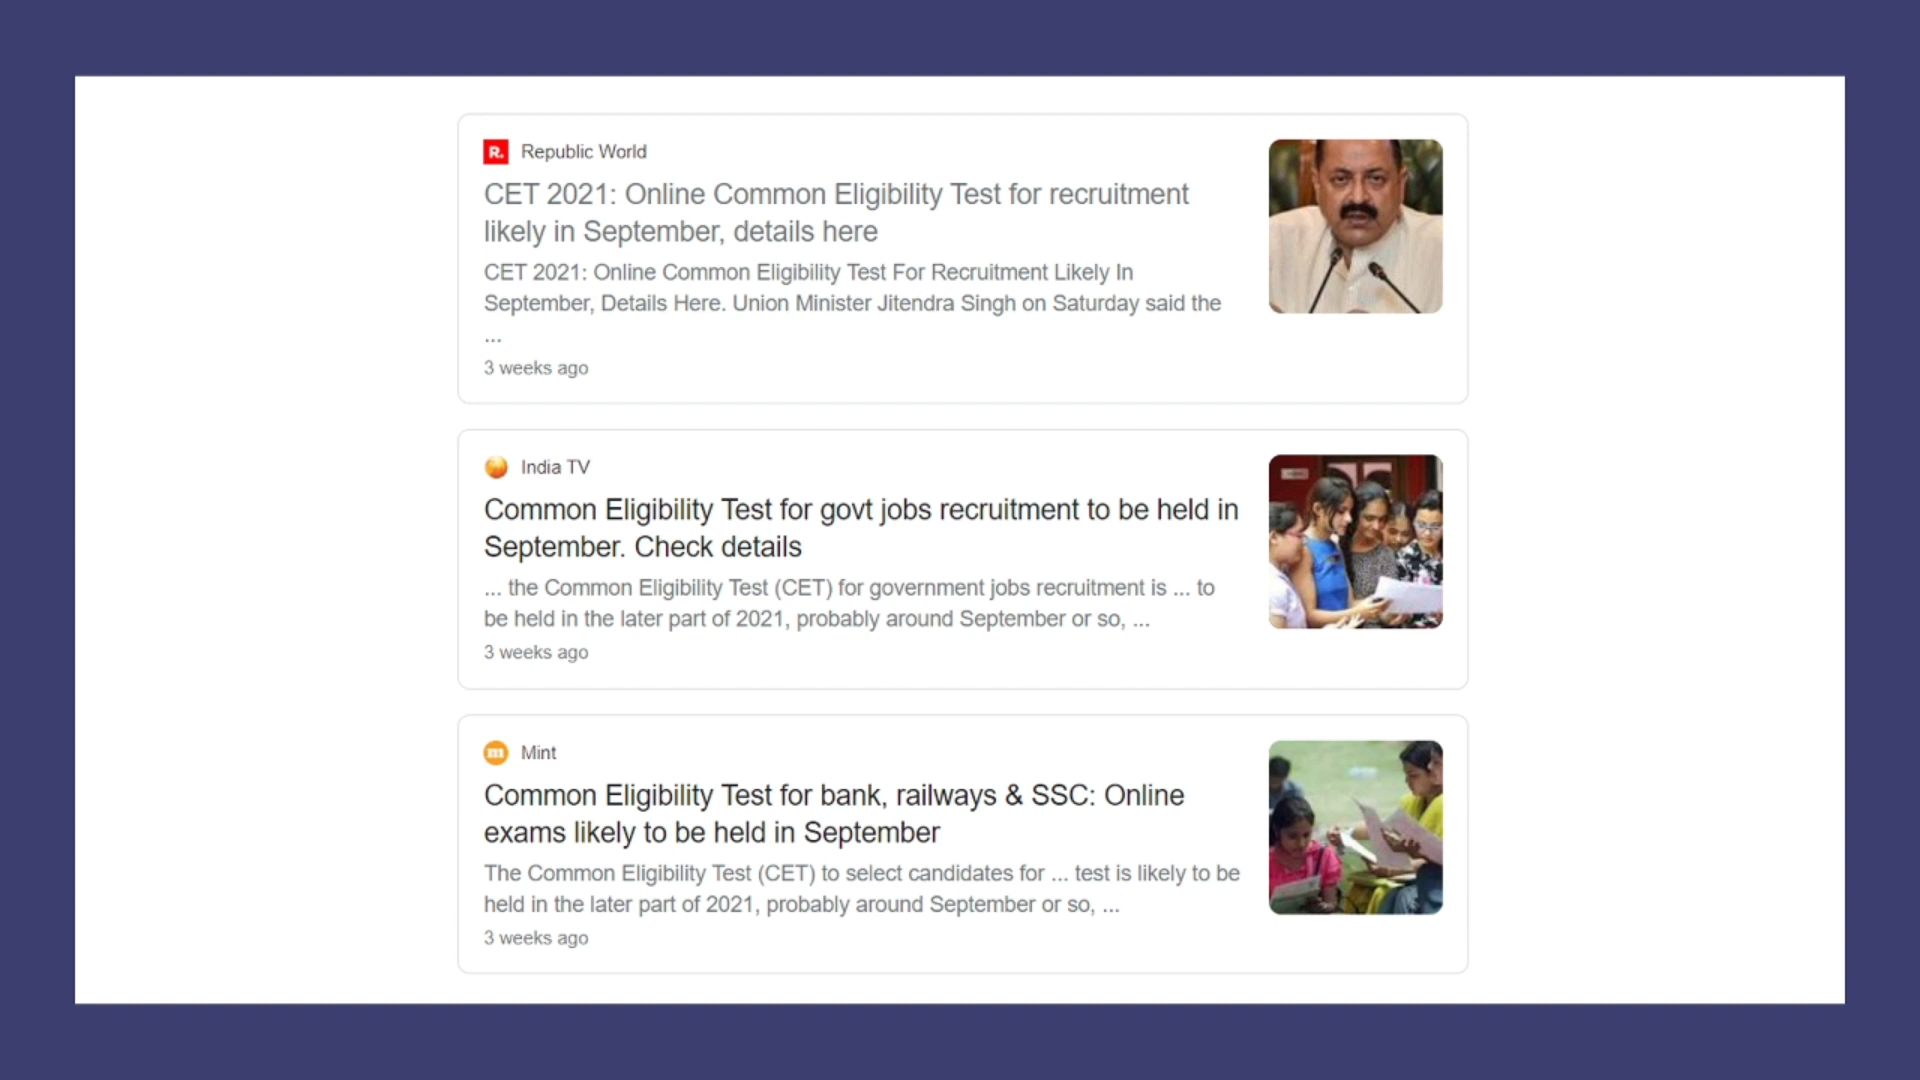 R. Republic World
CET 2021: Online Common Eligibility Test for recruitment
likely in September, details here
CET 2021: Online Common Eligibility Test For Recruitment Likely In
September, Details Here. Union Minister Jitendra Singh on Saturday said the
...
3 weeks ago
India TV
Common Eligibility Test for govt jobs recruitment to be held in
September. Check details
... the Common Eligibility Test (CET) for government jobs recruitment is ... to
be held in the later part of 2021, probably around September or so, ...
3 weeks ago
m Mint
Common Eligibility Test for bank, railways & SSC: Online
exams likely to be held in September
The Common Eligibility Test (CET) to select candidates for ... test is likely to be
held in the later part of 2021, probably around September or so, ...
3 weeks ago